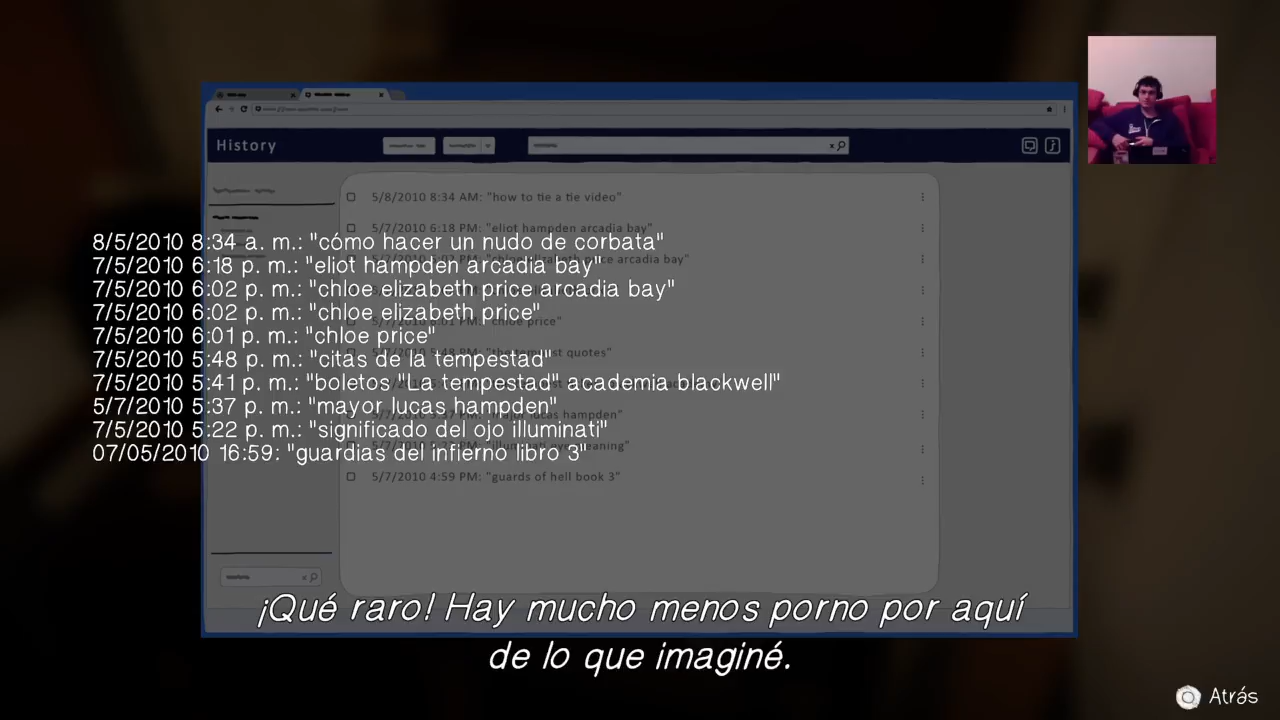 History
5/8/2010 8:34 AM: "how to tie a tie video"
5/7/2010 6:18 PM: "eliot hampden arcadia bay"
8/5/2010 8:34 a. m.: "cómo hacer un nudo de corbata"
7/5/2010 6:18 p. m.: "eliot hampden arcadia bay"
7/5/2010 6:02 p. m.: "chloe elizabeth price arcadia bay"
7/5/2010 6:02 p. m.: "chloe elizabeth price"
7/5/2010 6:01 p. m.: "chloe price"
7/5/2010 5:48 p. m.: "citas de la tempestad"
7/5/2010 5:41 p. m.: "boletos "La tempestad" academia blackwell"
5/7/2010 5:37 p. m.: "mayor lucas hampden"
7/5/2010 5:22 p. m.: "significado del ojo illuminati"
07/05/2010 16:59: "guardias del infierno libro 3"
5/7/2010 4:59 PM: "guards of hell book 3"
¡Qué raro! Hay mucho menos porno por aquí
de lo que imaginé.
Atrás